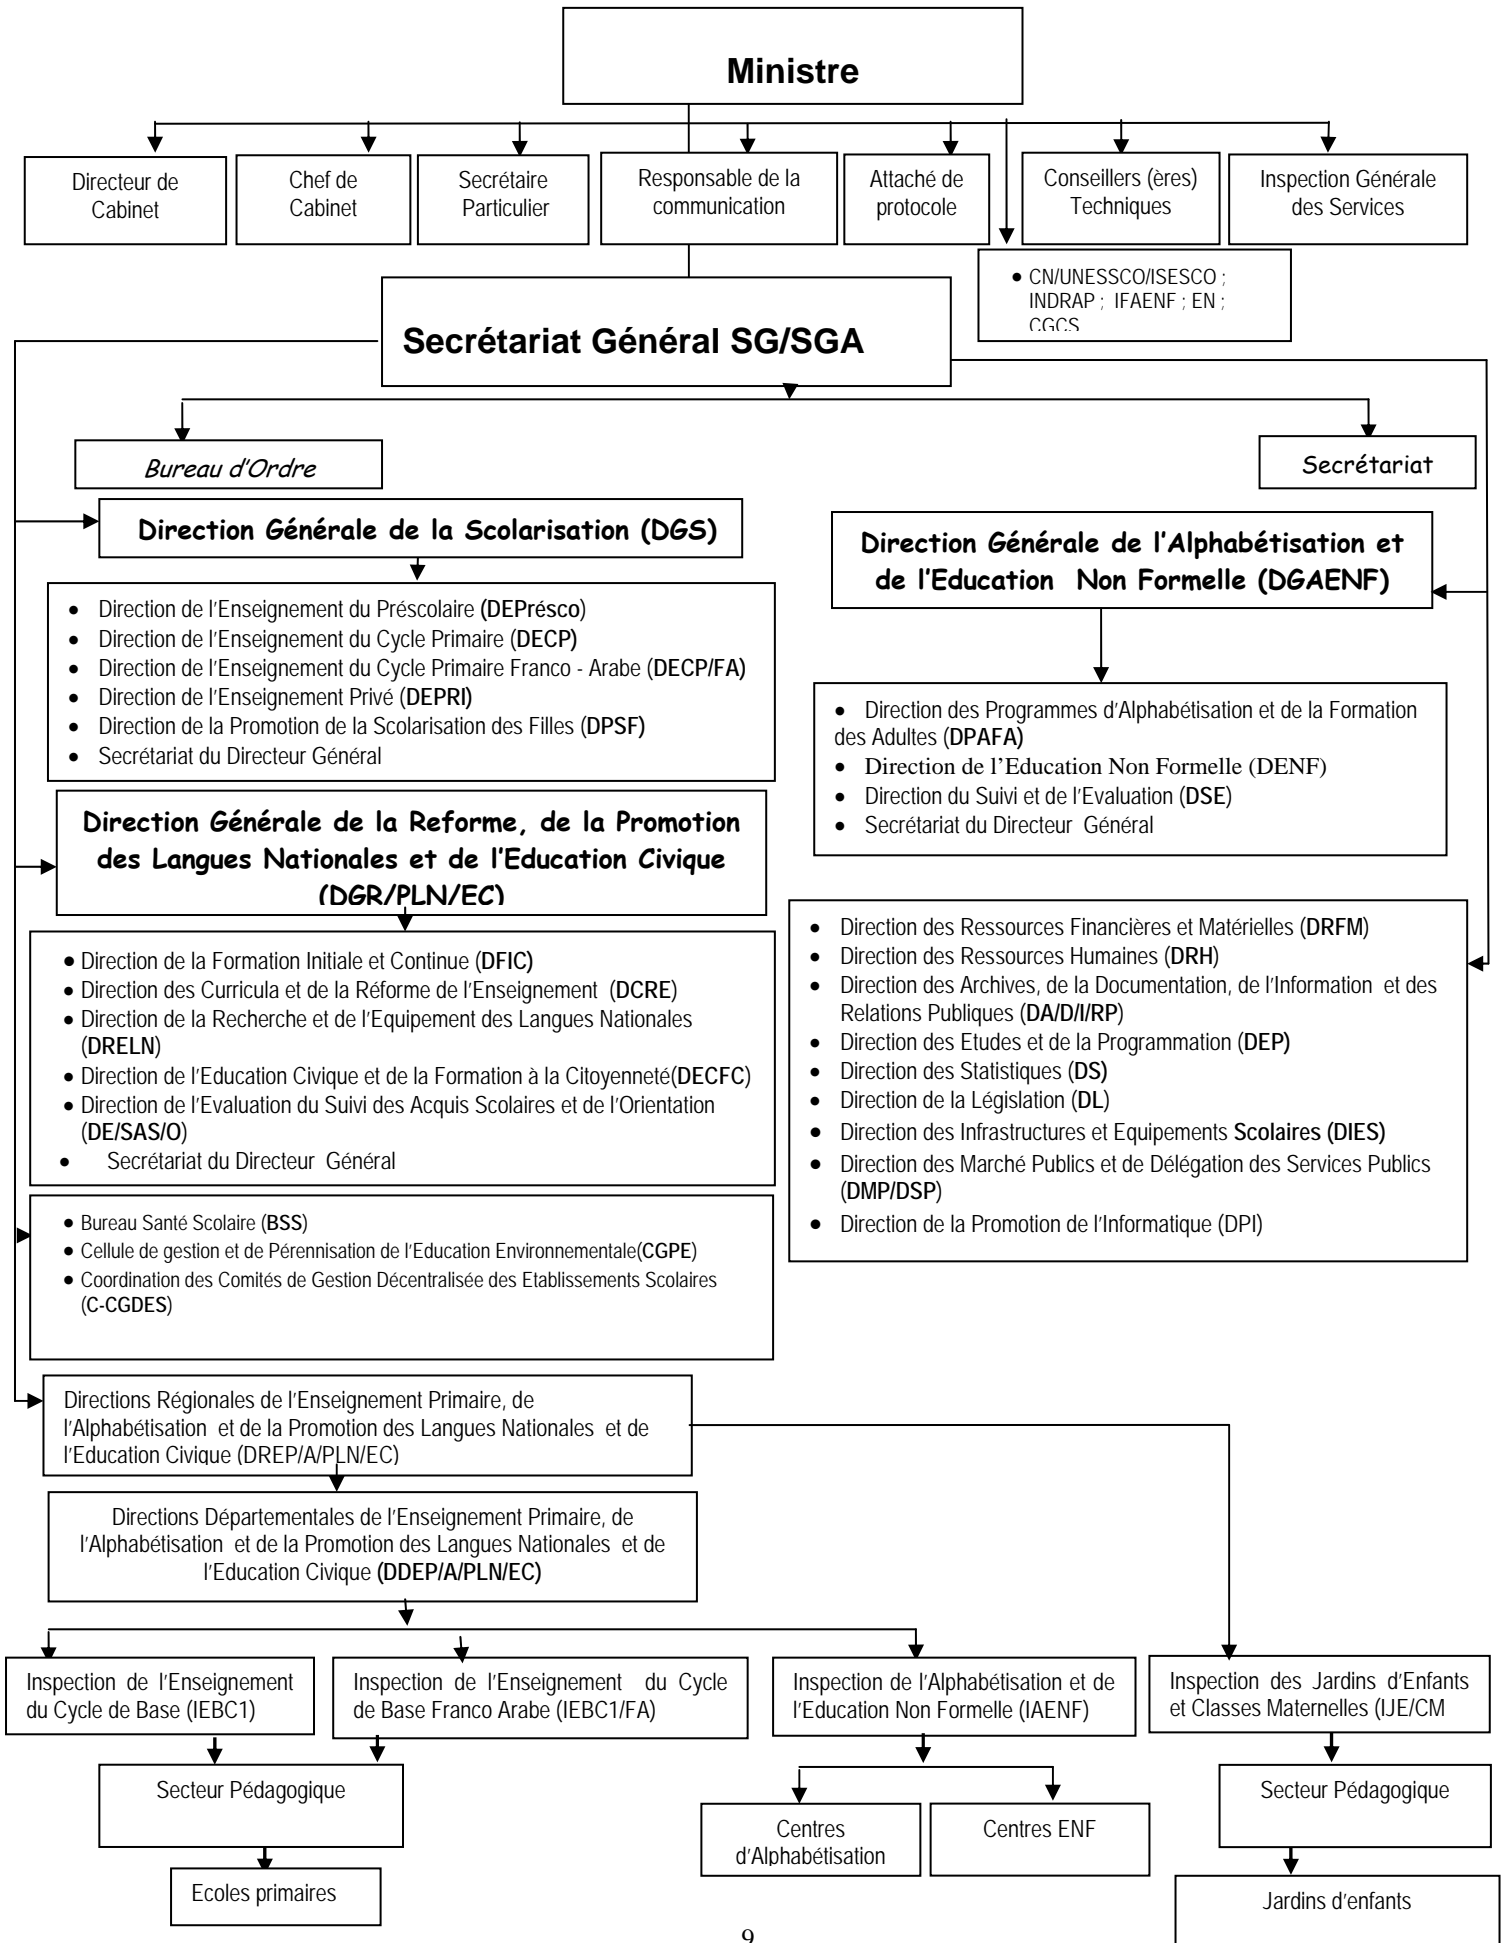 Ministre
Directeur de
Cabinet
Chef de
Cabinet
Secrétaire
Particulier
Responsable de la
communication
Attaché de
protocole
Conseillers (ères)
Techniques
Inspection Générale
des Services
• CN/UNESSCO/ISESCO ;
INDRAP ; IFAENF ; EN ;
CGCS
Secrétariat Général SG/SGA
Bureau d'Ordre
Secrétariat
Direction Générale de la Scolarisation (DGS)
• Direction de l'Enseignement du Préscolaire (DEPrésco)
• Direction de l'Enseignement du Cycle Primaire (DECP)
• Direction de l'Enseignement du Cycle Primaire Franco - Arabe (DECP/FA)
• Direction de l'Enseignement Privé (DEPRI)
• Direction de la Promotion de la Scolarisation des Filles (DPSF)
• Secrétariat du Directeur Général
Direction Générale de l'Alphabétisation et
de l'Education Non Formelle (DGAENF)
• Direction des Programmes d'Alphabétisation et de la Formation
des Adultes (DPAFA)
• Direction de l'Education Non Formelle (DENF)
• Direction du Suivi et de l'Evaluation (DSE)
• Secrétariat du Directeur Général
Direction Générale de la Reforme, de la Promotion
des Langues Nationales et de l'Education Civique
(DGR/PLN/EC)
• Direction de la Formation Initiale et Continue (DFIC)
• Direction des Curricula et de la Réforme de l'Enseignement (DCRE)
• Direction de la Recherche et de l'Equipement des Langues Nationales
(DRELN)
• Direction de l'Education Civique et de la Formation à la Citoyenneté(DECFC)
• Direction de l'Evaluation du Suivi des Acquis Scolaires et de l'Orientation
(DE/SAS/O)
• Secrétariat du Directeur Général
• Direction des Ressources Financières et Matérielles (DRFM)
• Direction des Ressources Humaines (DRH)
• Direction des Archives, de la Documentation, de l'Information et des
Relations Publiques (DA/D/I/RP)
• Direction des Etudes et de la Programmation (DEP)
• Direction des Statistiques (DS)
• Direction de la Législation (DL)
• Direction des Infrastructures et Equipements Scolaires (DIES)
• Direction des Marché Publics et de Délégation des Services Publics
(DMP/DSP)
• Direction de la Promotion de l'Informatique (DPI)
• Bureau Santé Scolaire (BSS)
• Cellule de gestion et de Pérennisation de l'Education Environnementale(CGPE)
• Coordination des Comités de Gestion Décentralisée des Etablissements Scolaires
(C-CGDES)
Directions Régionales de l'Enseignement Primaire, de
l'Alphabétisation et de la Promotion des Langues Nationales et de
l'Education Civique (DREP/A/PLN/EC)
Directions Départementales de l'Enseignement Primaire, de
l'Alphabétisation et de la Promotion des Langues Nationales et de
l'Education Civique (DDEP/A/PLN/EC)
Inspection de l'Enseignement
du Cycle de Base (IEBC1)
Inspection de l'Enseignement du Cycle
de Base Franco Arabe (IEBC1/FA)
Inspection de l'Alphabétisation et de
l'Education Non Formelle (IAENF)
Inspection des Jardins d'Enfants
et Classes Maternelles (IJE/CM
Secteur Pédagogique
Centres
d'Alphabétisation
Centres ENF
Secteur Pédagogique
Ecoles primaires
Jardins d'enfants
9